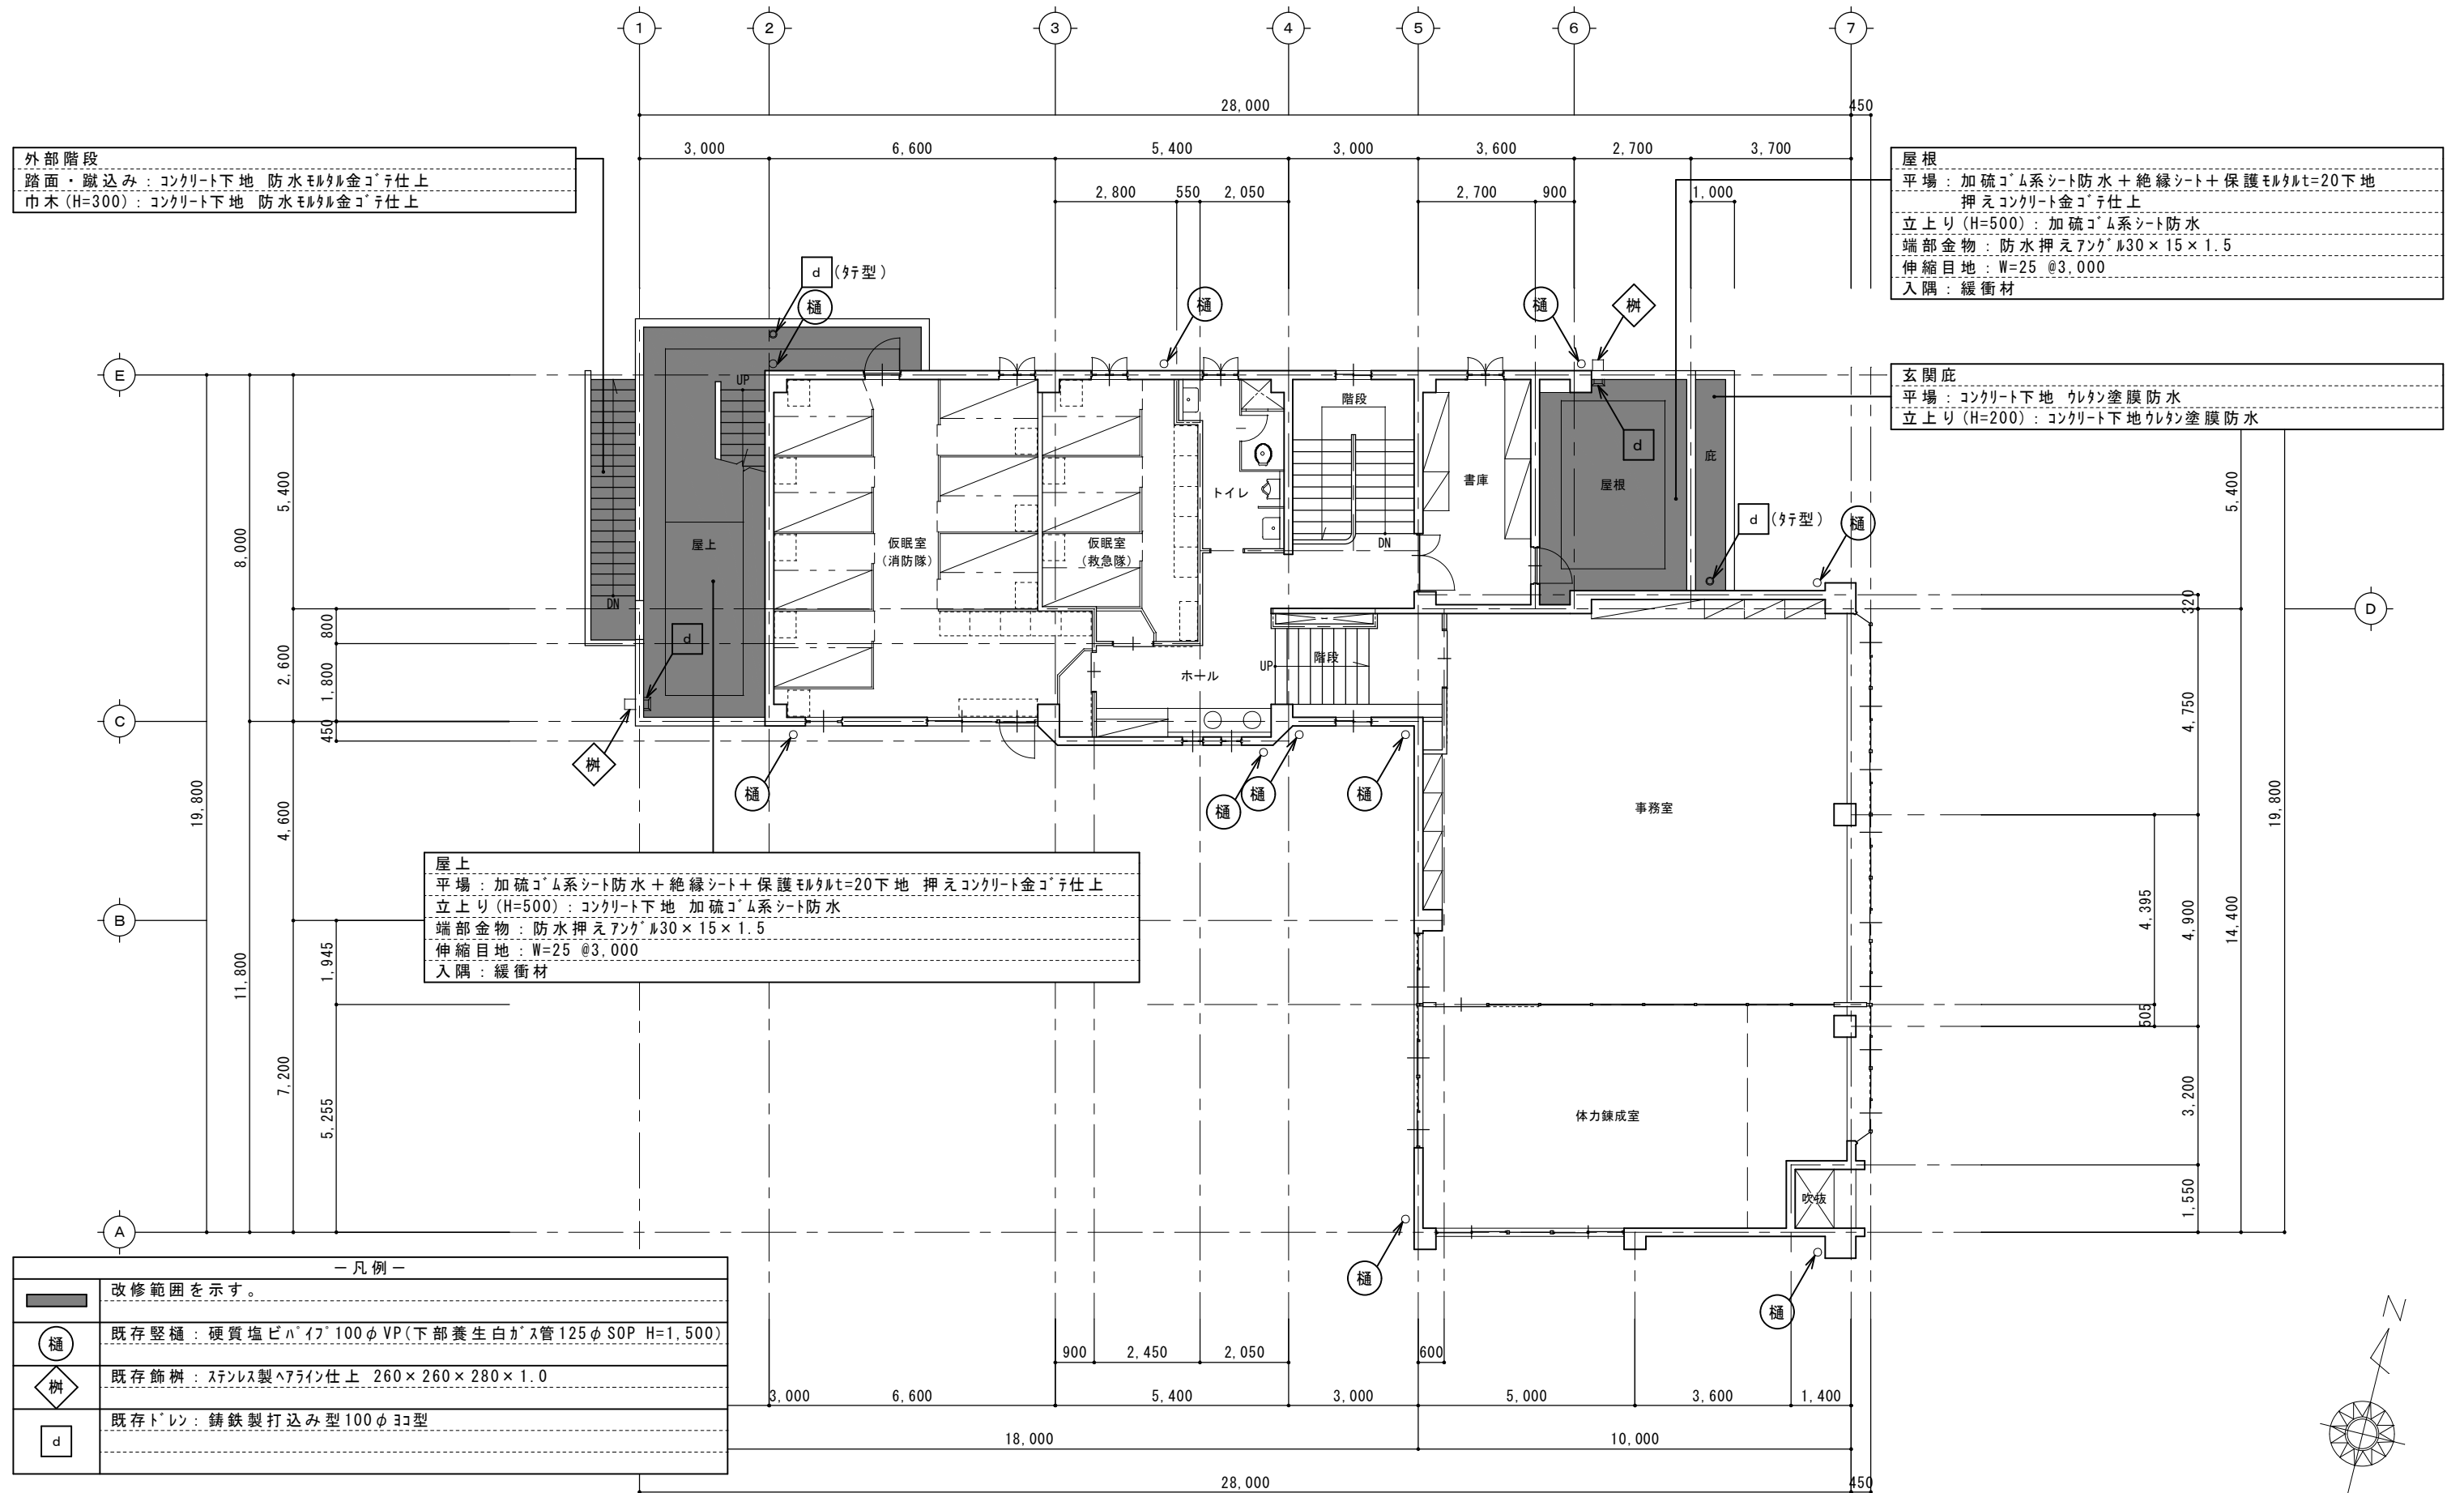 1 2 3 4 5 6 7
28,000 450
3,000 6,600 5,400 3,000 3,600 2,700 3,700
2,800 550 2,050 2,700 900 1,000
外部階段
踏面・蹴込み：ｺﾝｸﾘｰﾄ下地 防水ﾓﾙﾀﾙ金ｺﾞﾃ仕上
巾木(H=300)：ｺﾝｸﾘｰﾄ下地 防水ﾓﾙﾀﾙ金ｺﾞﾃ仕上
屋根
平場：加硫ｺﾞﾑ系ｼｰﾄ防水＋絶縁ｼｰﾄ＋保護ﾓﾙﾀﾙt=20下地
押えｺﾝｸﾘｰﾄ金ｺﾞﾃ仕上
立上り(H=500)：加硫ｺﾞﾑ系ｼｰﾄ防水
端部金物：防水押えｱﾝｸﾞﾙ30×15×1.5
伸縮目地：W=25 @3,000
入隅：緩衝材
玄関庇
平場：ｺﾝｸﾘｰﾄ下地 ｳﾚﾀﾝ塗膜防水
立上り(H=200)：ｺﾝｸﾘｰﾄ下地ｳﾚﾀﾝ塗膜防水
d (ﾀﾃ型)
樋
樋
樋
桝
E
UP
階段
d
庇
屋根
書庫
トイレ
d (ﾀﾃ型)
樋
屋上
仮眠室
(消防隊)
仮眠室
(救急隊)
DN
DN
D
d
ホール
UP
階段
C
桝
樋
樋
樋
樋
事務室
B
屋上
平場：加硫ｺﾞﾑ系ｼｰﾄ防水＋絶縁ｼｰﾄ＋保護ﾓﾙﾀﾙt=20下地 押えｺﾝｸﾘｰﾄ金ｺﾞﾃ仕上
立上り(H=500)：ｺﾝｸﾘｰﾄ下地 加硫ｺﾞﾑ系ｼｰﾄ防水
端部金物：防水押えｱﾝｸﾞﾙ30×15×1.5
伸縮目地：W=25 @3,000
入隅：緩衝材
体力錬成室
吹抜
A
樋
樋
19,800
8,000
11,800
5,400
2,600
4,600
7,200
800
1,800
450
1,945
5,255
320
4,750
4,900
3,200
1,550
4,395
505
5,400
14,400
19,800
－凡例－
改修範囲を示す。
樋 既存竪樋：硬質塩ﾋﾞﾊﾟｲﾌﾟ100φVP(下部養生白ｶﾞｽ管125φSOP H=1,500)
桝 既存飾桝：ｽﾃﾝﾚｽ製ﾍｱﾗｲﾝ仕上 260×260×280×1.0
d 既存ﾄﾞﾚﾝ：鋳鉄製打込み型100φﾖｺ型
900 2,450 2,050 600
3,000 6,600 5,400 3,000 5,000 3,600 1,400
18,000 10,000
28,000 450
N